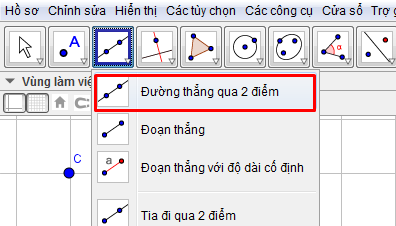 Hồ sơ Chỉnh sửa Hiển thị Các tùy chọn Các công cụ Cửa sổ Trợ g
A
α
Vùng làm việ
Đường thẳng qua 2 điểm
Đoạn thẳng
a
Đoạn thẳng với độ dài cố định
C
Tia đi qua 2 điểm